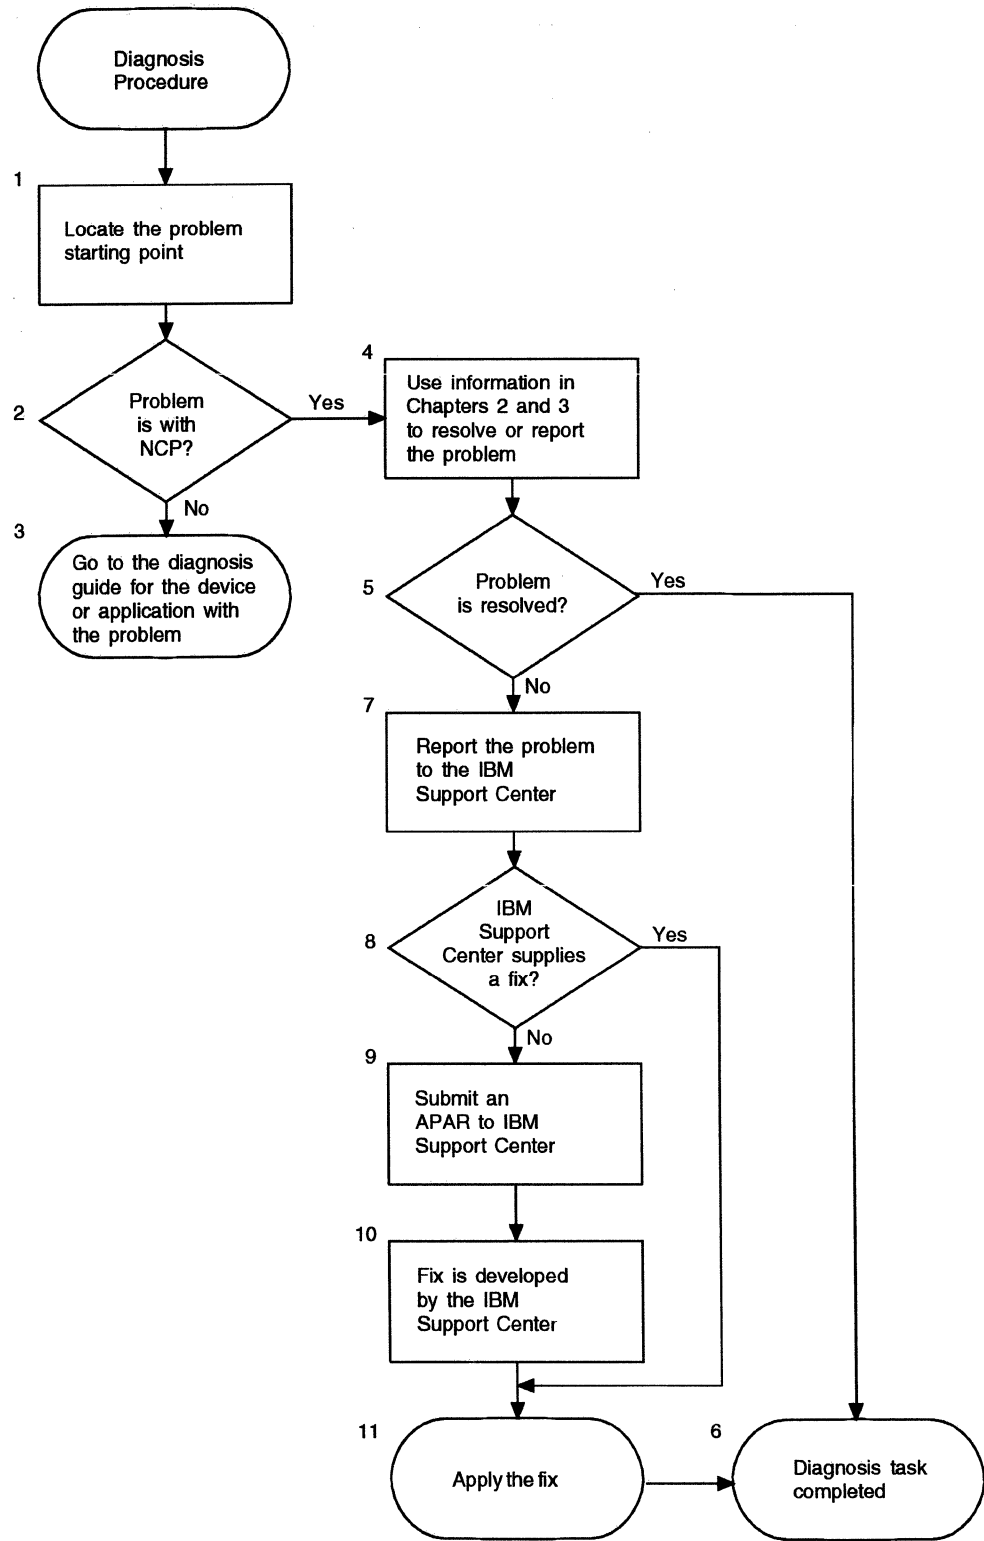 Diagnosis
Procedure
1
Locate the problem
starting point
2
Problem
is with
NCP?
Yes
No
3
Go to the diagnosis
guide for the device
or application with
the problem
4
Use information in
Chapters 2 and 3
to resolve or report
the problem
5
Problem
is resolved?
Yes
No
7
Report the problem
to the IBM
Support Center
8
IBM
Support
Center supplies
a fix?
Yes
No
9
Submit an
APAR to IBM
Support Center
10
Fix is developed
by the IBM
Support Center
11
Apply the fix
6
Diagnosis task
completed